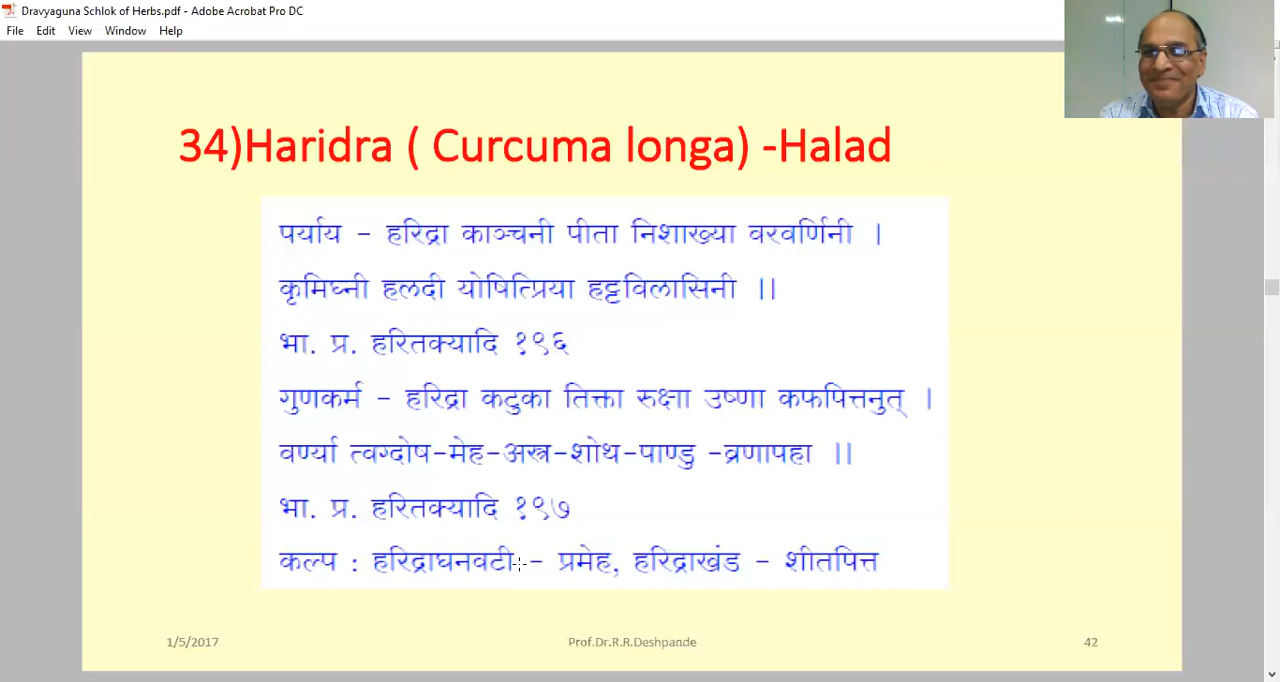 Dravyaguna Schlok of Herbs.pdf - Adobe Acrobat Pro DC
File Edit View Window Help
34)Haridra ( Curcuma longa) -Halad
पर्याय - हरिद्रा काञ्चनी पीता निशाख्या वरवर्णिनी ।
कृमिघ्नी हलदी योषित्प्रिया हट्टविलासिनी ।।
भा. प्र. हरितक्यादि १९६
गुणकर्म - हरिद्रा कटुका तिक्ता रुक्षा उष्णा कफपित्तनुत् ।
वर्ण्या त्वग्दोष-मेह-अस्त्र-शोथ-पाण्डु -व्रणापहा ।।
भा. प्र. हरितक्यादि १९७
कल्प : हरिद्राघनवटी - प्रमेह, हरिद्राखंड - शीतपित्त
1/5/2017 Prof.Dr.R.R.Deshpande 42